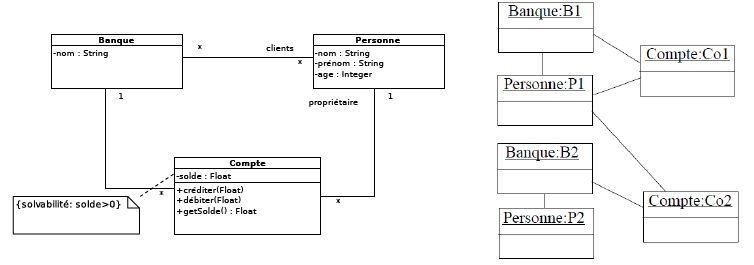 Banque
-nom : String
x
clients
x
Personne
-nom : String
-prénom : String
-age : Integer
1
propriétaire
1
Compte
-solde : Float
+créditer(Float)
+débiter(Float)
+getSolde() : Float
x
x
{solvabilité: solde>0}
Banque:B1
Compte:Co1
Personne:P1
Banque:B2
Compte:Co2
Personne:P2